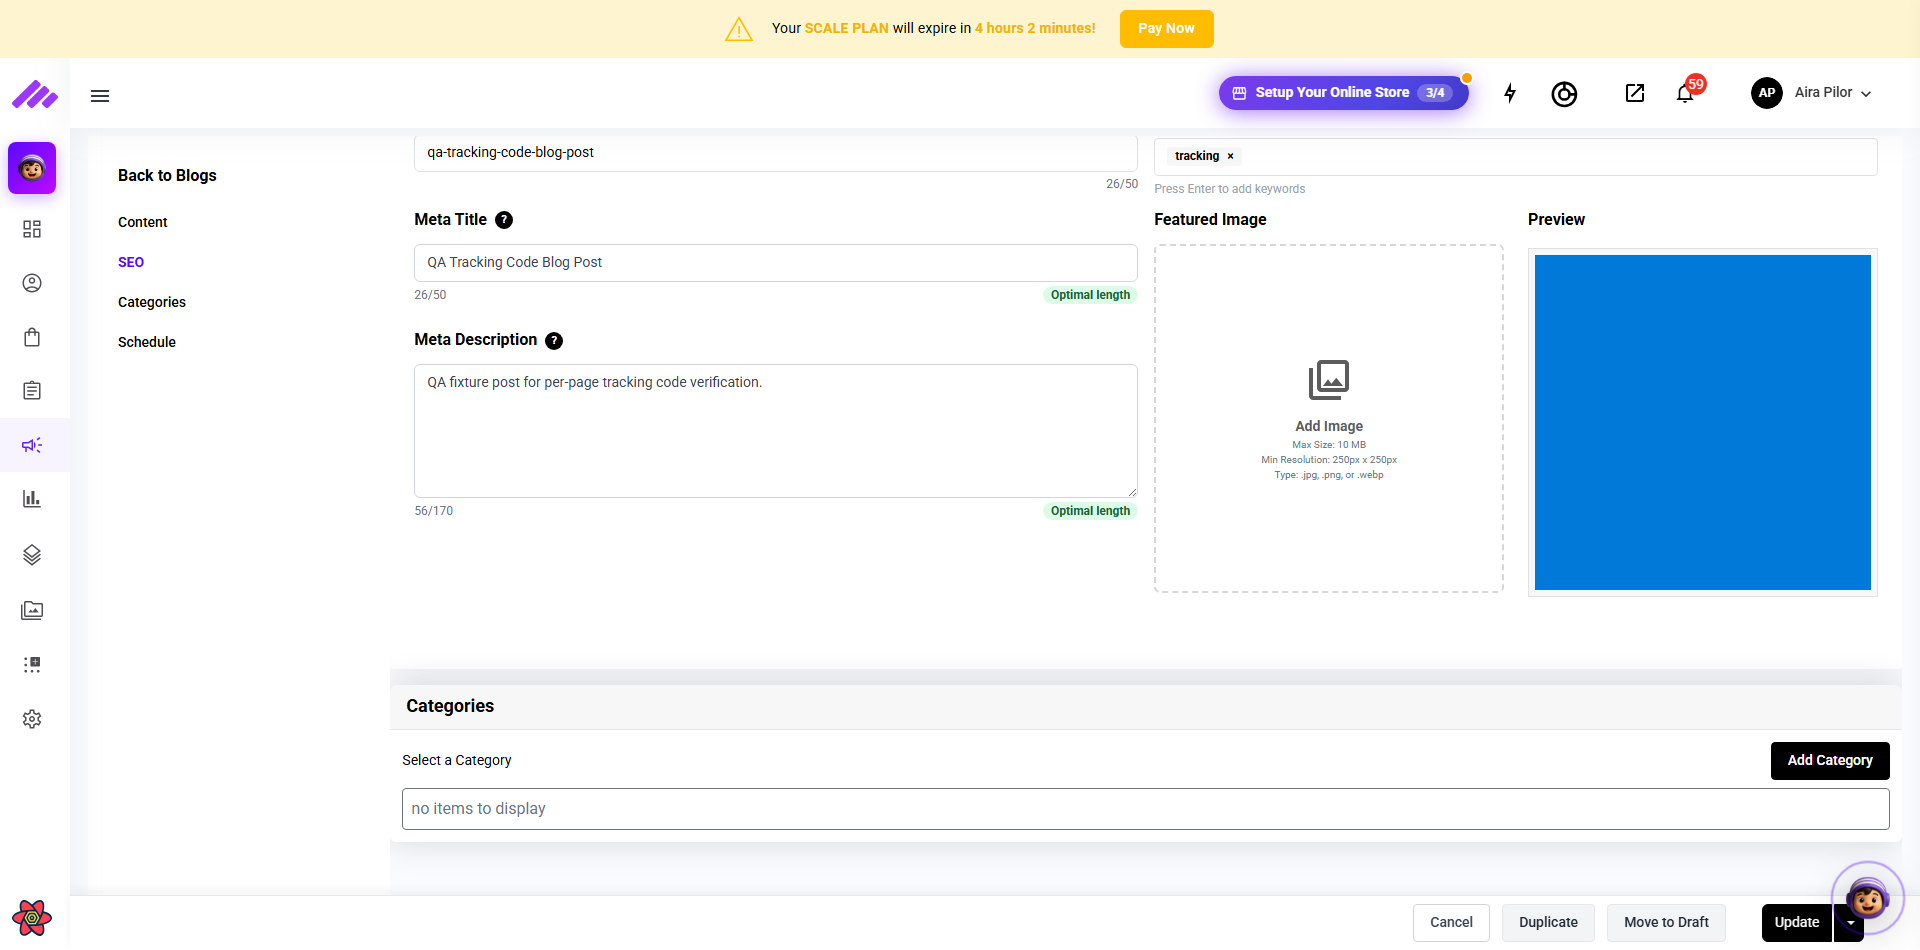 Your SCALE PLAN will expire in 4 hours 2 minutes!
Pay Now
Setup Your Online Store 3/4
59
AP
Aira Pilor
Back to Blogs
Content
SEO
Categories
Schedule
qa-tracking-code-blog-post
26/50
tracking ×
Press Enter to add keywords
Meta Title ?
QA Tracking Code Blog Post
26/50
Optimal length
Meta Description ?
QA fixture post for per-page tracking code verification.
56/170
Optimal length
Featured Image
Add Image
Max Size: 10 MB
Min Resolution: 250px x 250px
Type: .jpg, .png, or .webp
Preview
Categories
Select a Category
Add Category
no items to display
Cancel
Duplicate
Move to Draft
Update